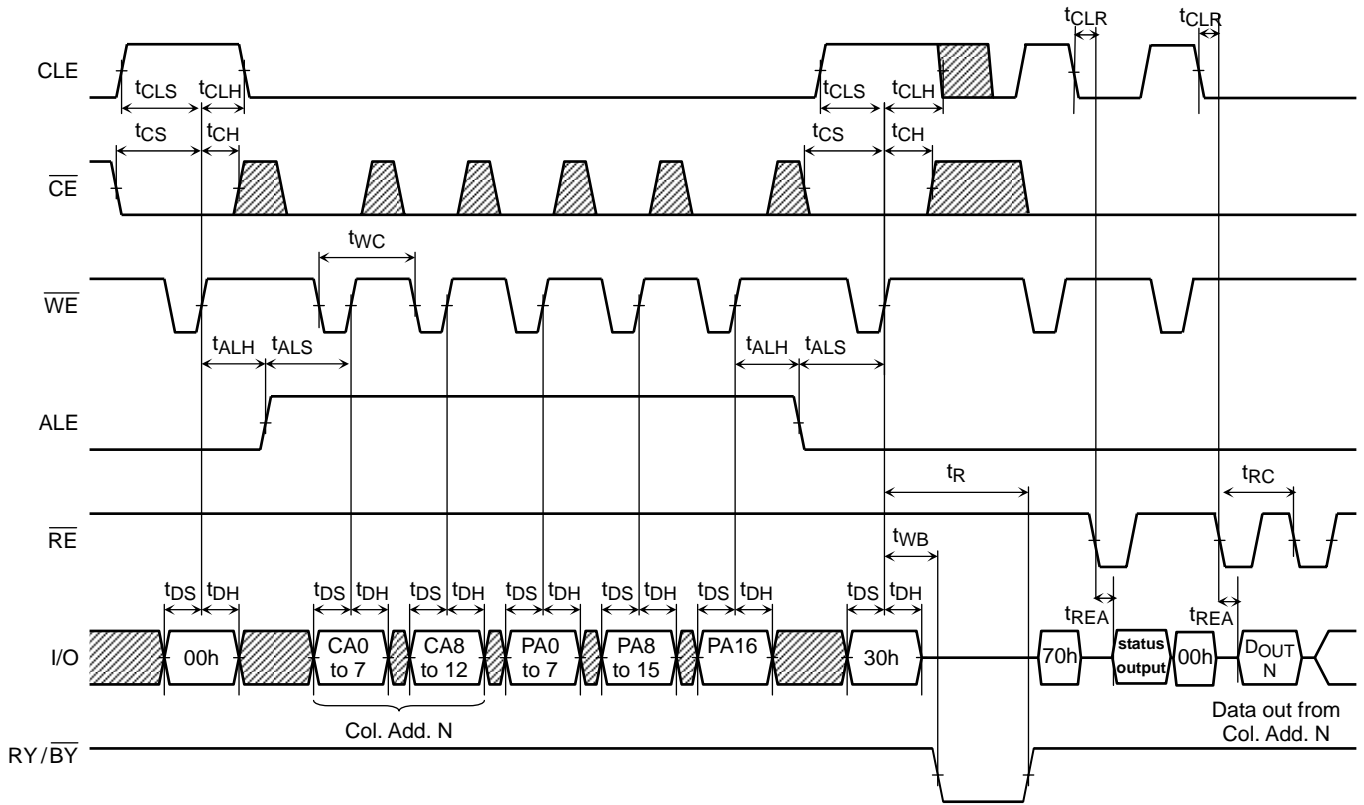 tCLR tCLR
CLE
tCLS tCLH tCLS tCLH
tCS tCH tCS tCH
CE
tWC
WE
tALH tALS tALH tALS
ALE
tR tRC
RE
tWB
tDS tDH tDS tDH tDS tDH tDS tDH tDS tDH tDS tDH tDS tDH
tREA tREA
I/O
00h
CA0
to 7
CA8
to 12
PA0
to 7
PA8
to 15
PA16
30h
70h
status
output
00h
DOUT
N
Col. Add. N
Data out from
Col. Add. N
RY/BY